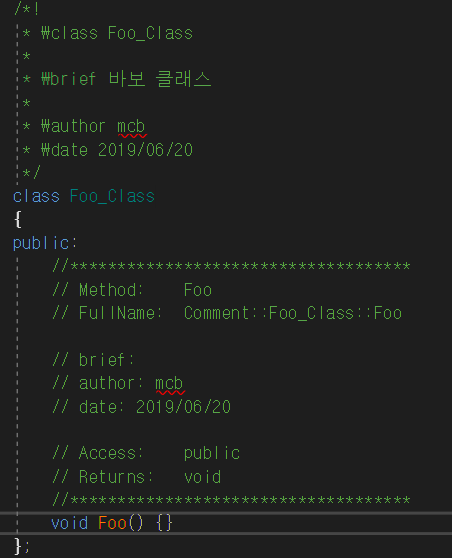 /*!
* ₩class Foo_Class
*
* ₩brief 바보 클래스
*
* ₩author mcb
* ₩date 2019/06/20
*/
class Foo_Class
{
public:
//************************************
// Method:    Foo
// FullName:  Comment::Foo_Class::Foo
// brief:
// author: mcb
// date: 2019/06/20
// Access:    public
// Returns:   void
//************************************
void Foo() {}
};